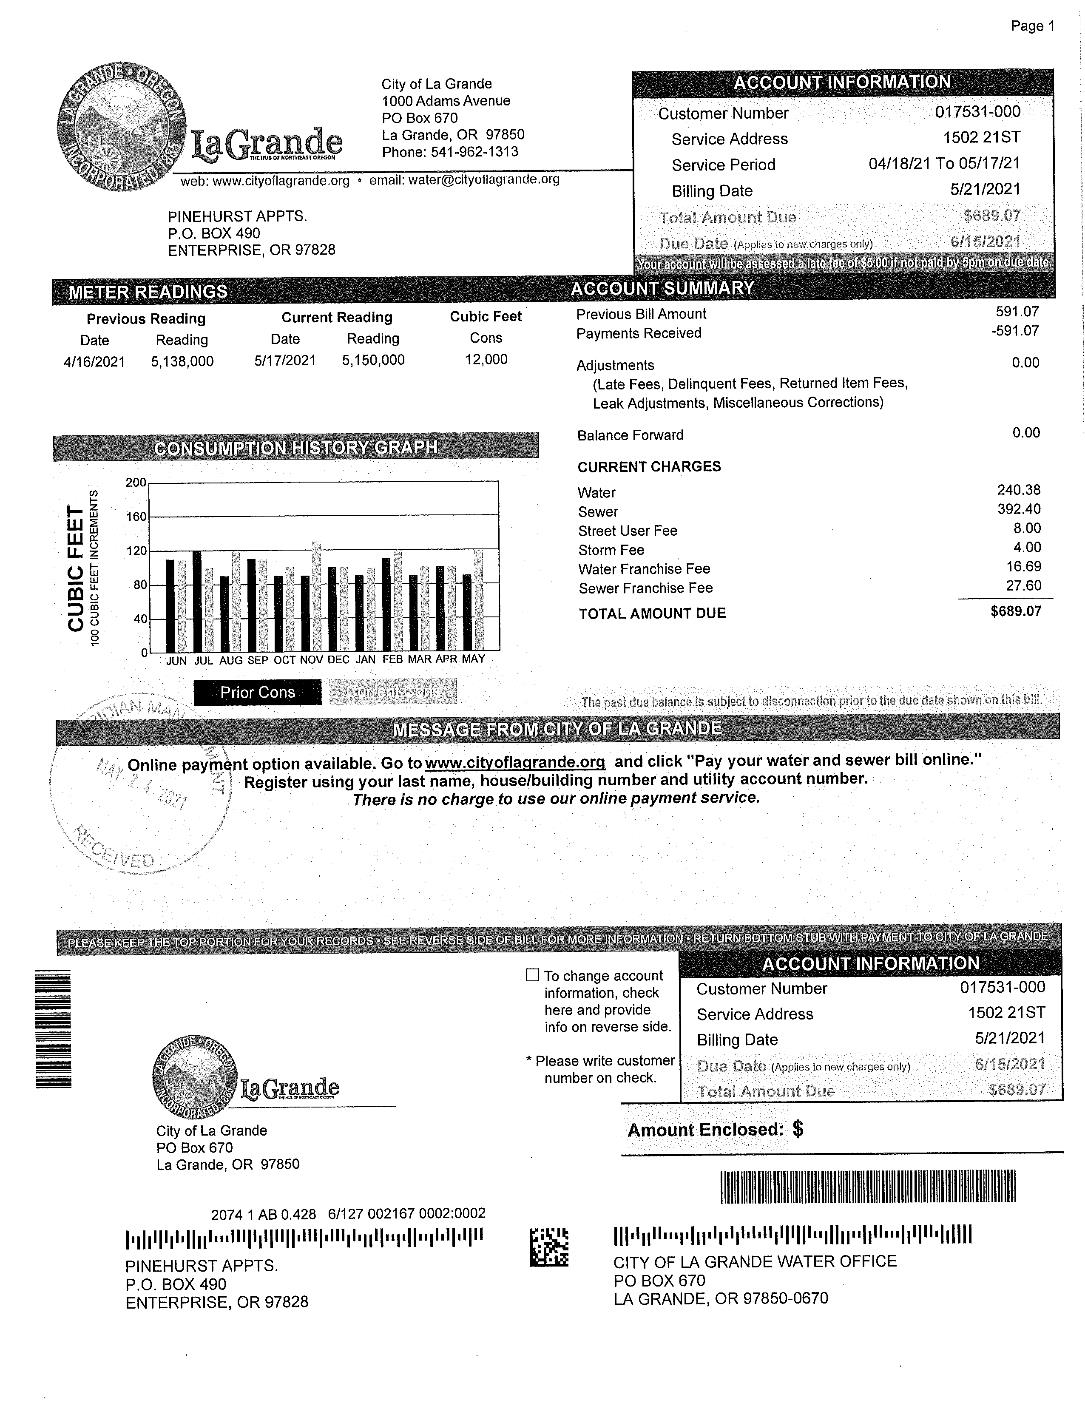 Page 1
LA GRANDE · OREGON
INCORPORATED 1865
LaGrande
THE HUB OF NORTHEAST OREGON
City of La Grande
1000 Adams Avenue
PO Box 670
La Grande, OR 97850
Phone: 541-962-1313
web: www.cityoflagrande.org • email: water@cityoflagrande.org
PINEHURST APPTS.
P.O. BOX 490
ENTERPRISE, OR 97828
ACCOUNT INFORMATION
Customer Number 017531-000
Service Address 1502 21ST
Service Period 04/18/21 To 05/17/21
Billing Date 5/21/2021
Total Amount Due $689.07
Due Date (Applies to new charges only) 6/15/2021
Your account will be assessed a late fee of $5.00 if not paid by 5pm on due date
METER READINGS
Previous Reading Current Reading Cubic Feet
Date Reading Date Reading Cons
4/16/2021 5,138,000 5/17/2021 5,150,000 12,000
ACCOUNT SUMMARY
Previous Bill Amount 591.07
Payments Received -591.07
Adjustments 0.00
(Late Fees, Delinquent Fees, Returned Item Fees,
Leak Adjustments, Miscellaneous Corrections)
Balance Forward 0.00
CURRENT CHARGES
Water 240.38
Sewer 392.40
Street User Fee 8.00
Storm Fee 4.00
Water Franchise Fee 16.69
Sewer Franchise Fee 27.60
TOTAL AMOUNT DUE $689.07
The past due balance is subject to disconnection prior to the due date shown on this bill.
CONSUMPTION HISTORY GRAPH
CUBIC FEET
100 CUBIC FEET INCREMENTS
200
160
120
80
40
0
JUN JUL AUG SEP OCT NOV DEC JAN FEB MAR APR MAY
Prior Cons
MESSAGE FROM CITY OF LA GRANDE
Online payment option available. Go to www.cityoflagrande.org and click "Pay your water and sewer bill online."
Register using your last name, house/building number and utility account number.
There is no charge to use our online payment service.
MAY 24 2021
RECEIVED
PLEASE KEEP THE TOP PORTION FOR YOUR RECORDS • SEE REVERSE SIDE OF BILL FOR MORE INFORMATION • RETURN BOTTOM STUB WITH PAYMENT TO CITY OF LA GRANDE
To change account
information, check
here and provide
info on reverse side.
* Please write customer
number on check.
ACCOUNT INFORMATION
Customer Number 017531-000
Service Address 1502 21ST
Billing Date 5/21/2021
Due Date (Applies to new charges only) 6/15/2021
Total Amount Due $689.07
Amount Enclosed: $
LaGrande
City of La Grande
PO Box 670
La Grande, OR 97850
2074 1 AB 0.428 6/127 002167 0002:0002
PINEHURST APPTS.
P.O. BOX 490
ENTERPRISE, OR 97828
CITY OF LA GRANDE WATER OFFICE
PO BOX 670
LA GRANDE, OR 97850-0670